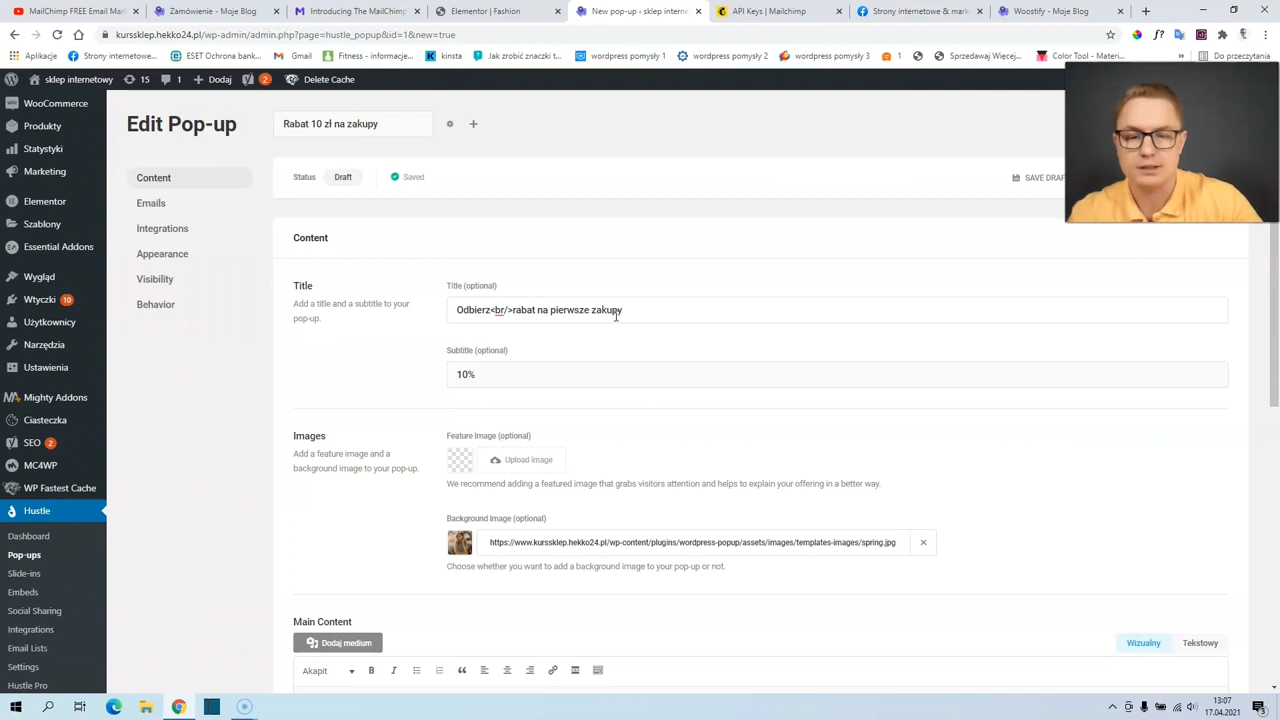 MailChimp
Zamówienie – Moje B
Title #3 | MailChimp
Elementor | Fashion
New Pop-up ‹ sklep interne
API Keys | Mailchimp
Strony internetowe + Sklepy
Woostify – Moje Blog
kurssklep.hekko24.pl/wp-admin/admin.php?page=hustle_popup&id=1&new=true
Aplikacje
Strony internetowe...
ESET Ochrona bank...
Gmail
Fitness - informacje...
kinsta
Jak zrobić zaczyt t...
wordpress pomysły 1
wordpress pomysły 2
wordpress pomysły 3
1
Sprzedawaj Więcej,...
Color Tool - Materi...
»
Do przeczytania
sklep internetowy
15
1
Dodaj
2
Delete Cache
WooCommerce
Produkty
Statystyki
Marketing
Elementor
Szablony
Essential Addons
Wygląd
Wtyczki 10
Użytkownicy
Narzędzia
Ustawienia
Mighty Addons
Ciasteczka
SEO 2
MC4WP
WP Fastest Cache
Hustle
Dashboard
Pop-ups
Slide-ins
Embeds
Social Sharing
Integrations
Email Lists
Settings
Hustle Pro
Edit Pop-up
Rabat 10 zł na zakupy
Content
Emails
Integrations
Appearance
Visibility
Behavior
Status
Draft
Saved
SAVE DRAF
Content
Title
Add a title and a subtitle to your
pop-up.
Title (optional)
Odbierz<br/>rabat na pierwsze zakupy
Subtitle (optional)
10%
Images
Add a feature image and a
background image to your pop-up.
Feature Image (optional)
Upload image
We recommend adding a featured image that grabs visitors attention and helps to explain your offering in a better way.
Background Image (optional)
https://www.kurssklep.hekko24.pl/wp-content/plugins/wordpress-popup/assets/images/templates-images/spring.jpg
Choose whether you want to add a background image to your pop-up or not.
Main Content
Dodaj medium
Wizualny
Tekstowy
Akapit
B
I
13:07
17.04.2021
3